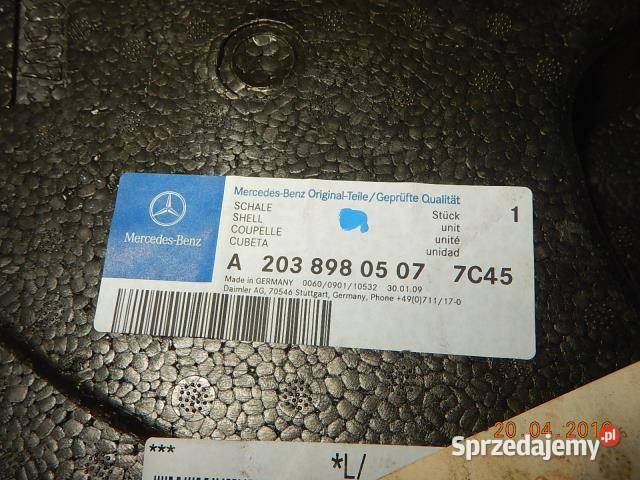 Mercedes-Benz Original-Teile/Geprüfte Qualität
SCHALE
SHELL
COUPELLE
CUBETA
Stück
unit
unité
unidad
1
Mercedes-Benz
A 203 898 05 07 7C45
Made in GERMANY 0060/0901/10532 30.01.09
Daimler AG, 70546 Stuttgart, Germany, Phone +49(0)711/17-0
***
*L/
20.04.2018
Sprzedajemy.pl